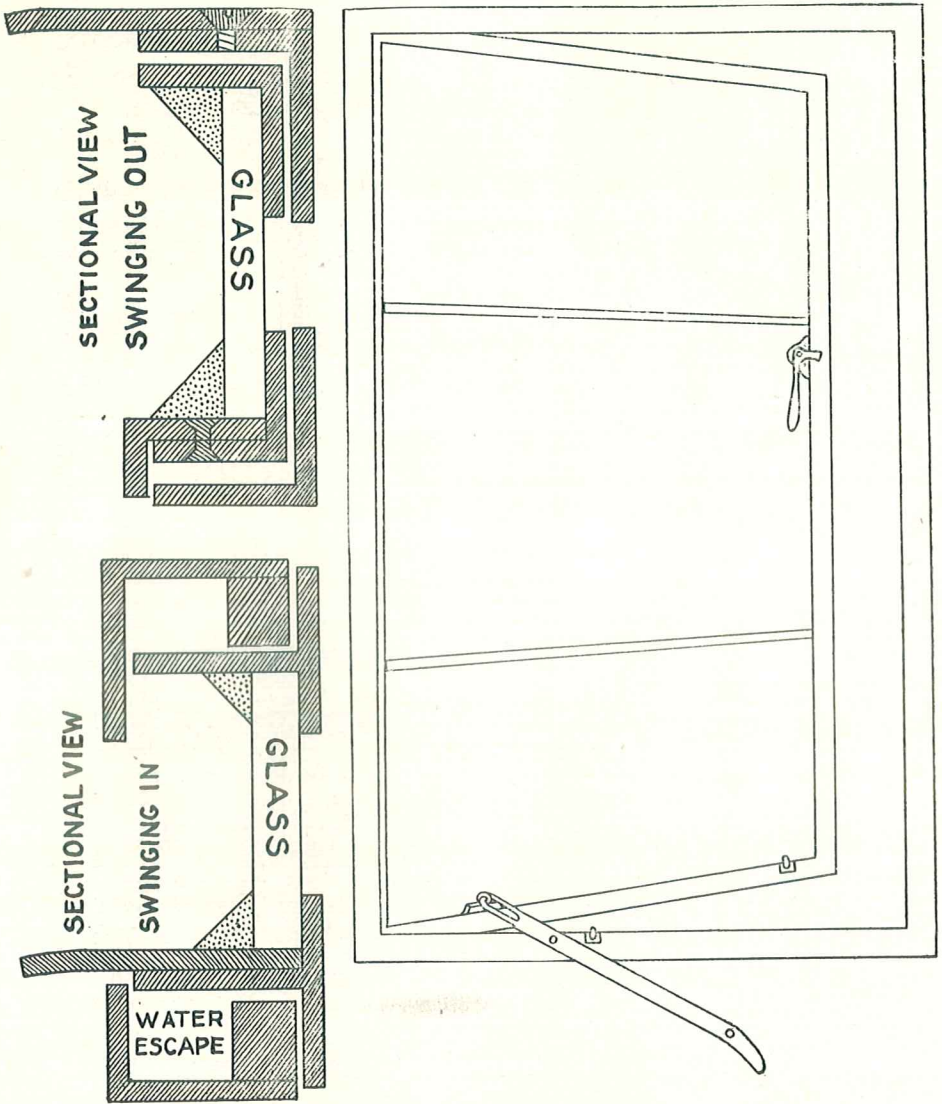 SECTIONAL VIEW
SWINGING OUT
GLASS
SECTIONAL VIEW
SWINGING IN
GLASS
WATER
ESCAPE